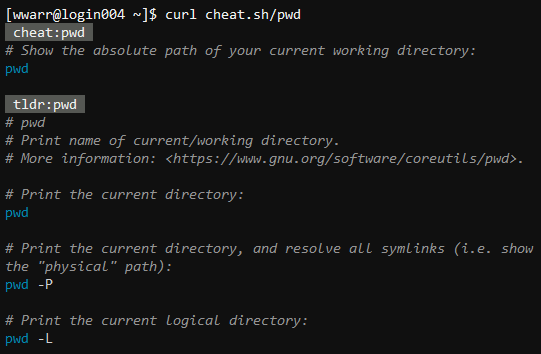 [wwarr@login004 ~]$ curl cheat.sh/pwd
cheat:pwd
# Show the absolute path of your current working directory:
pwd
tldr:pwd
# pwd
# Print name of current/working directory.
# More information: <https://www.gnu.org/software/coreutils/pwd>.
# Print the current directory:
pwd
# Print the current directory, and resolve all symlinks (i.e. show
the "physical" path):
pwd -P
# Print the current logical directory:
pwd -L